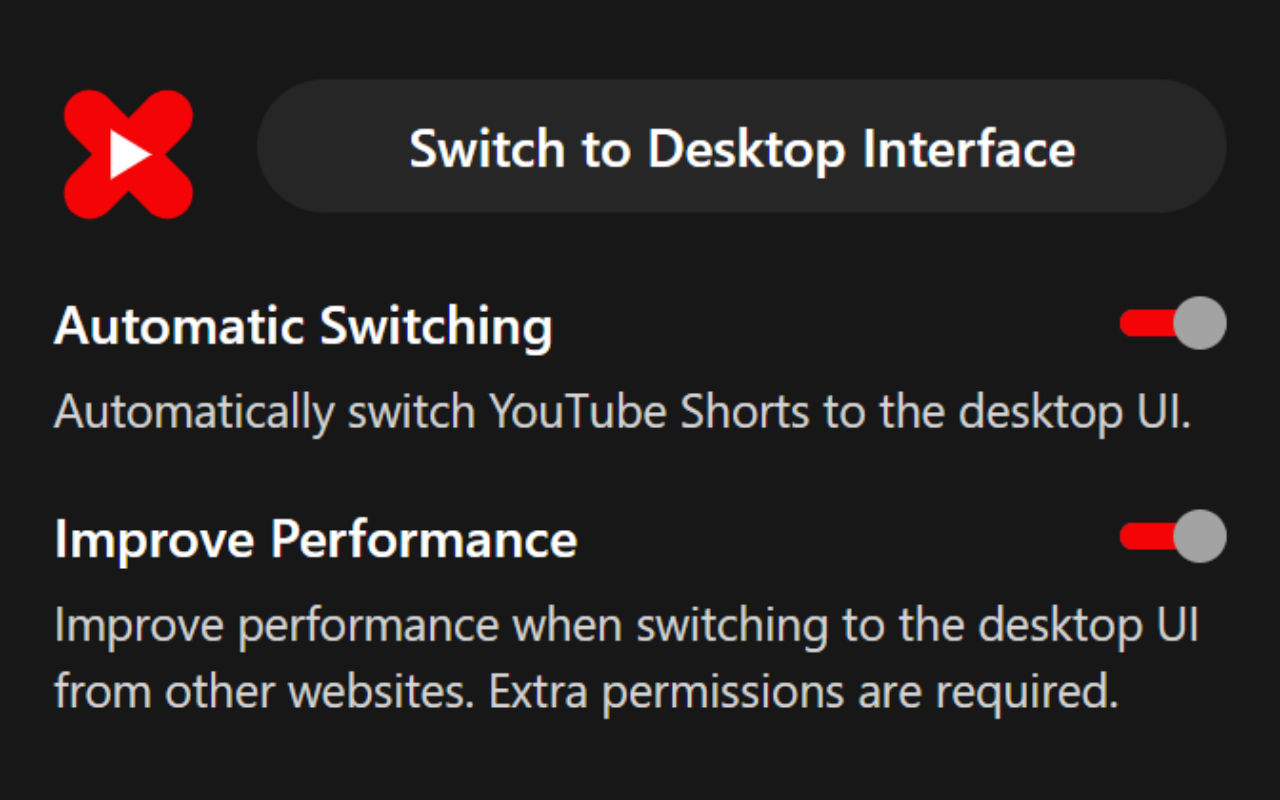 Switch to Desktop Interface
Automatic Switching
Automatically switch YouTube Shorts to the desktop UI.
Improve Performance
Improve performance when switching to the desktop UI
from other websites. Extra permissions are required.